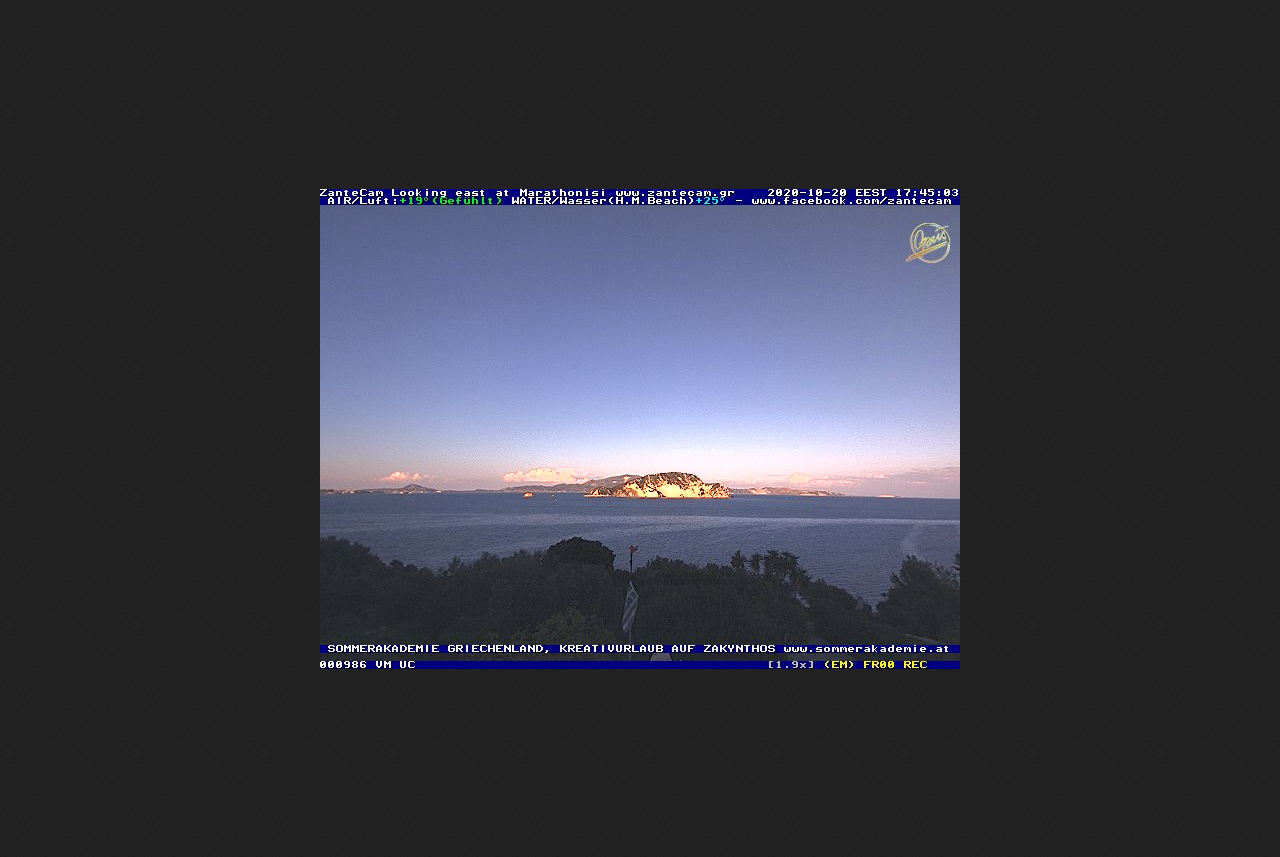 ZanteCam Looking east at Marathonisi www.zantecam.gr 2020-10-20 EEST 17:45:03
AIR/Luft:+19°(Gefühlt) WATER/Wasser(H.M.Beach)+25° - www.facebook.com/zantecam
Opus
SOMMERAKADEMIE GRIECHENLAND, KREATIVURLAUB AUF ZAKYNTHOS www.sommerakademie.at
000986 VM UC [1.9x] (EM) FR00 REC